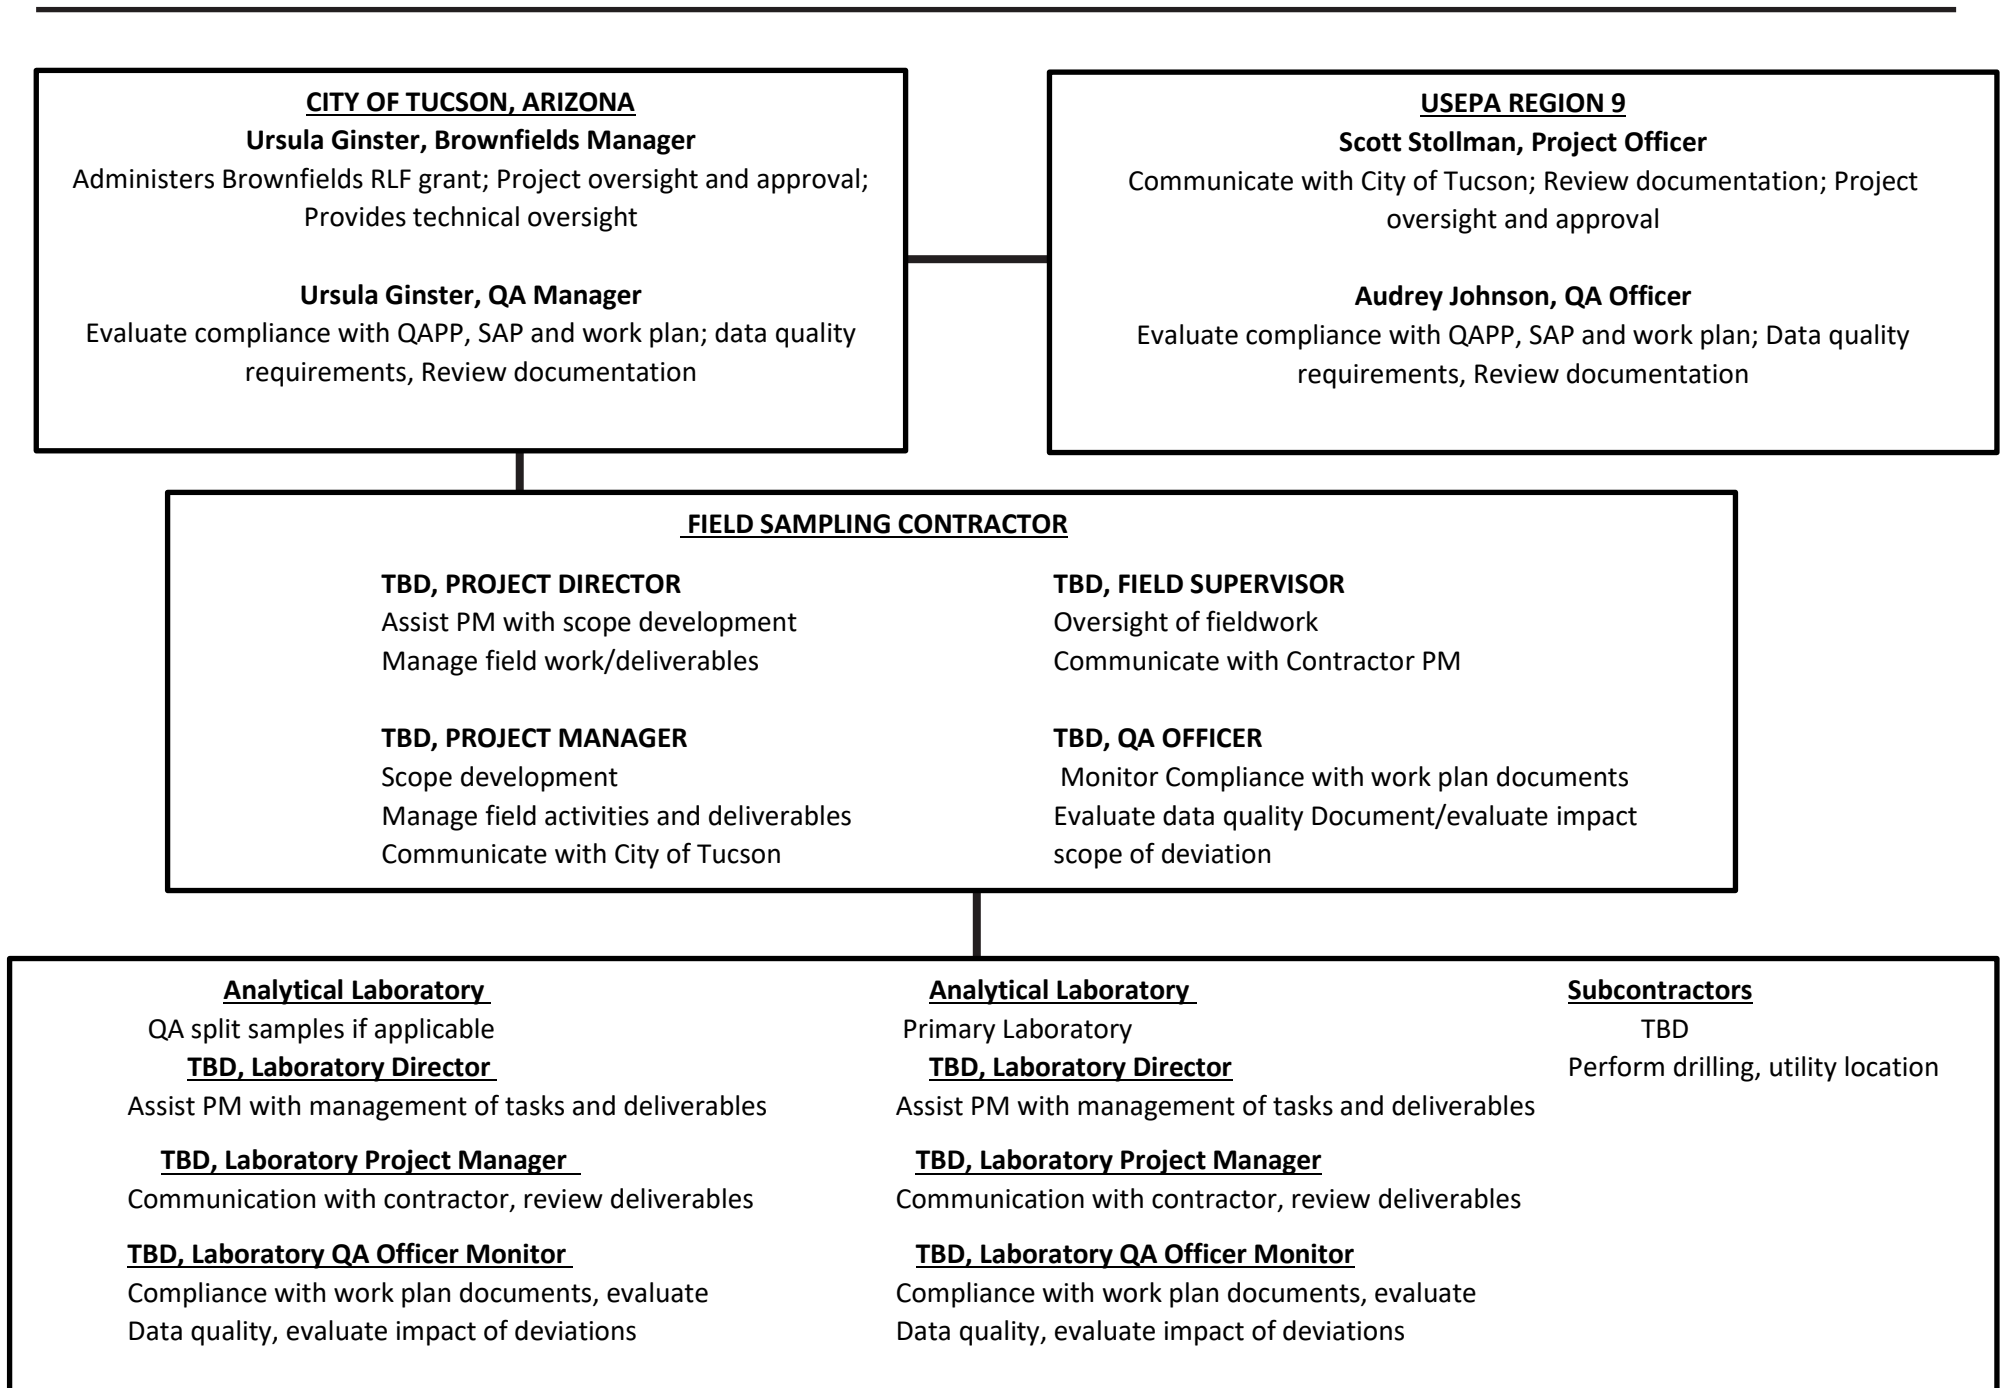 CITY OF TUCSON, ARIZONA
Ursula Ginster, Brownfields Manager
Administers Brownfields RLF grant; Project oversight and approval;
Provides technical oversight
Ursula Ginster, QA Manager
Evaluate compliance with QAPP, SAP and work plan; data quality
requirements, Review documentation
USEPA REGION 9
Scott Stollman, Project Officer
Communicate with City of Tucson; Review documentation; Project
oversight and approval
Audrey Johnson, QA Officer
Evaluate compliance with QAPP, SAP and work plan; Data quality
requirements, Review documentation
FIELD SAMPLING CONTRACTOR
TBD, PROJECT DIRECTOR
Assist PM with scope development
Manage field work/deliverables
TBD, PROJECT MANAGER
Scope development
Manage field activities and deliverables
Communicate with City of Tucson
TBD, FIELD SUPERVISOR
Oversight of fieldwork
Communicate with Contractor PM
TBD, QA OFFICER
Monitor Compliance with work plan documents
Evaluate data quality Document/evaluate impact
scope of deviation
Analytical Laboratory
QA split samples if applicable
TBD, Laboratory Director
Assist PM with management of tasks and deliverables
TBD, Laboratory Project Manager
Communication with contractor, review deliverables
TBD, Laboratory QA Officer Monitor
Compliance with work plan documents, evaluate
Data quality, evaluate impact of deviations
Analytical Laboratory
Primary Laboratory
TBD, Laboratory Director
Assist PM with management of tasks and deliverables
TBD, Laboratory Project Manager
Communication with contractor, review deliverables
TBD, Laboratory QA Officer Monitor
Compliance with work plan documents, evaluate
Data quality, evaluate impact of deviations
Subcontractors
TBD
Perform drilling, utility location